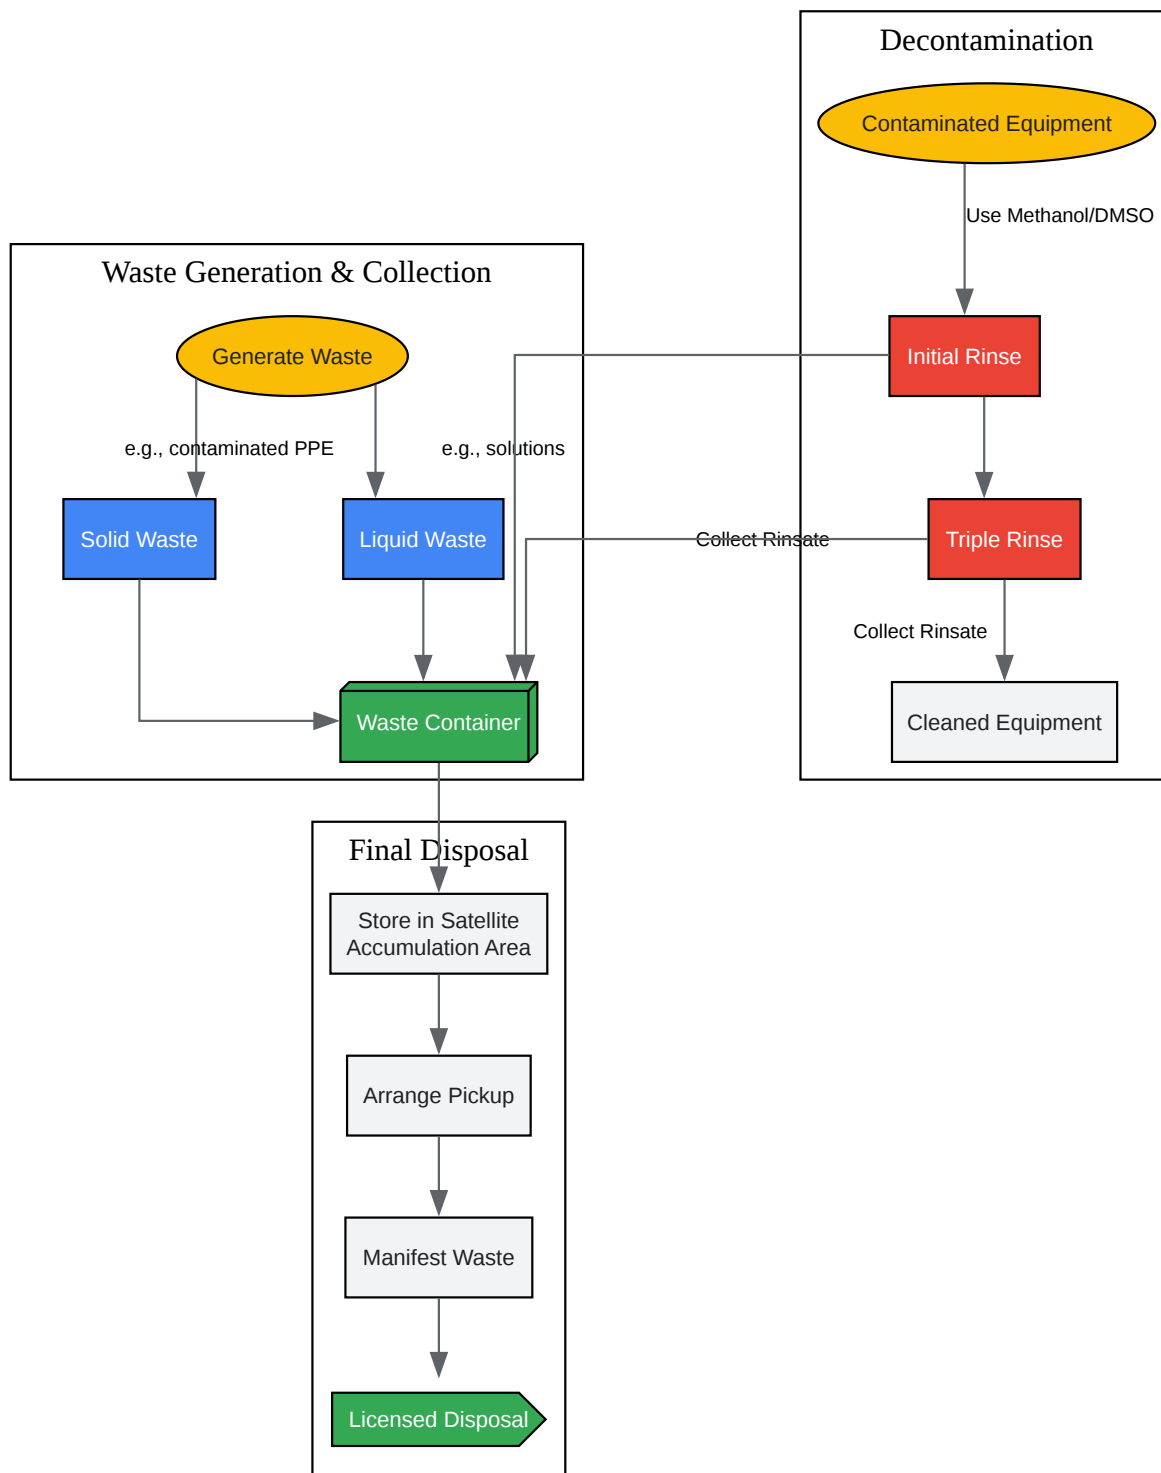 Decontamination
Contaminated Equipment
Use Methanol/DMSO
Waste Generation & Collection
Generate Waste
Initial Rinse
e.g., contaminated PPE
e.g., solutions
Solid Waste
Liquid Waste
Collect Rinsate
Triple Rinse
Collect Rinsate
Waste Container
Cleaned Equipment
Final Disposal
Store in Satellite
Accumulation Area
Arrange Pickup
Manifest Waste
Licensed Disposal